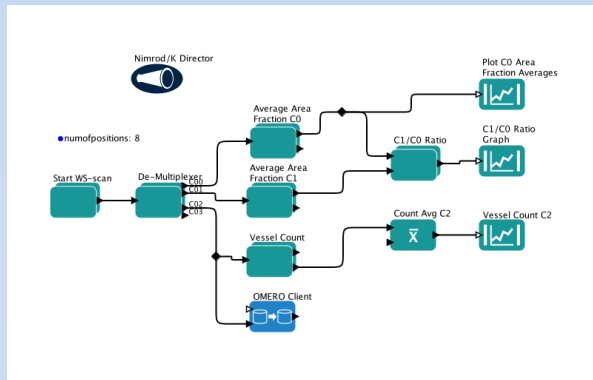 Nimrod/K Director
numofpositions: 8
Start WS-scan
De-Multiplexer
C00
C01
C02
C03
Average Area
Fraction C0
Average Area
Fraction C1
Vessel Count
OMERO Client
C1/C0 Ratio
Count Avg C2
x̄
Plot C0 Area
Fraction Averages
C1/C0 Ratio
Graph
Vessel Count C2